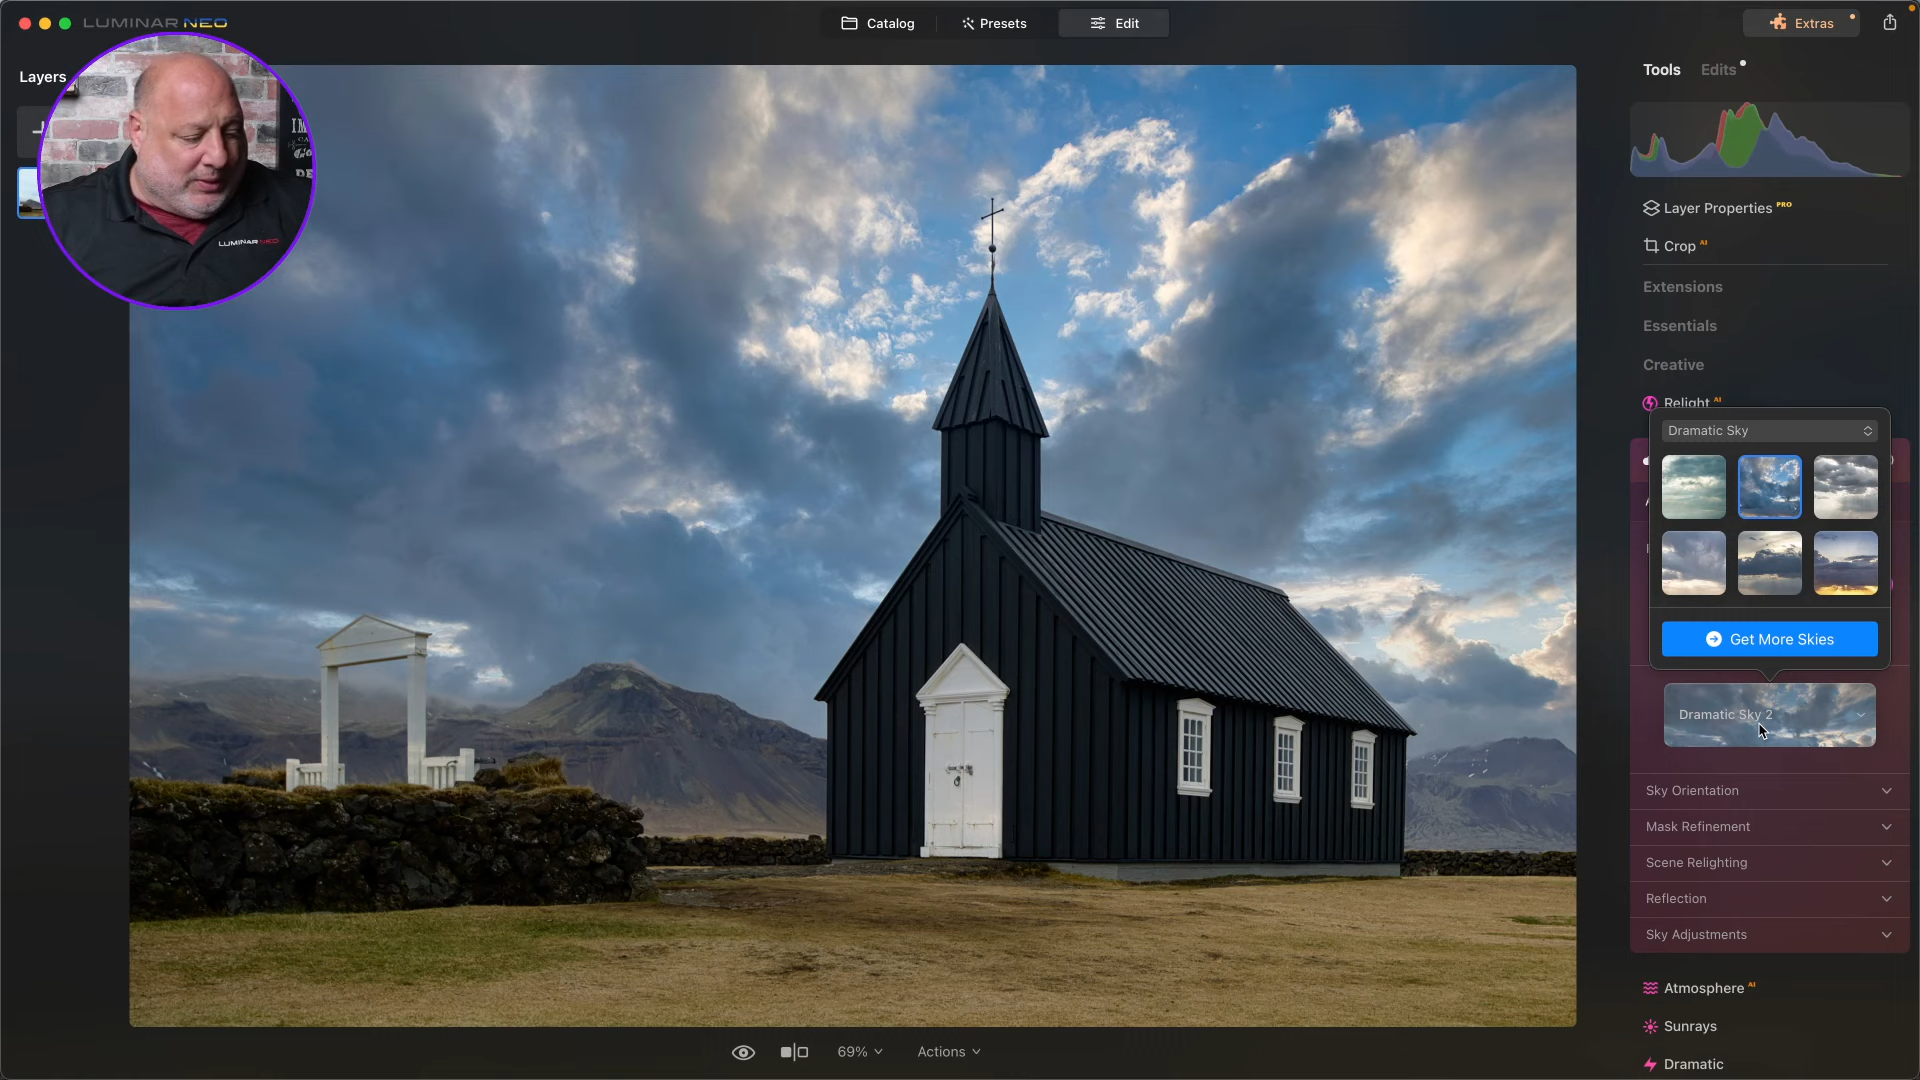 LUMINAR NEO
Catalog
Presets
Edit
Extras
Layers
LUMINAR NEO
Tools
Edits
Layer Properties PRO
Crop AI
Extensions
Essentials
Creative
Relight AI
Dramatic Sky
Get More Skies
Dramatic Sky 2
Sky Orientation
Mask Refinement
Scene Relighting
Reflection
Sky Adjustments
Atmosphere AI
Sunrays
Dramatic
69%
Actions